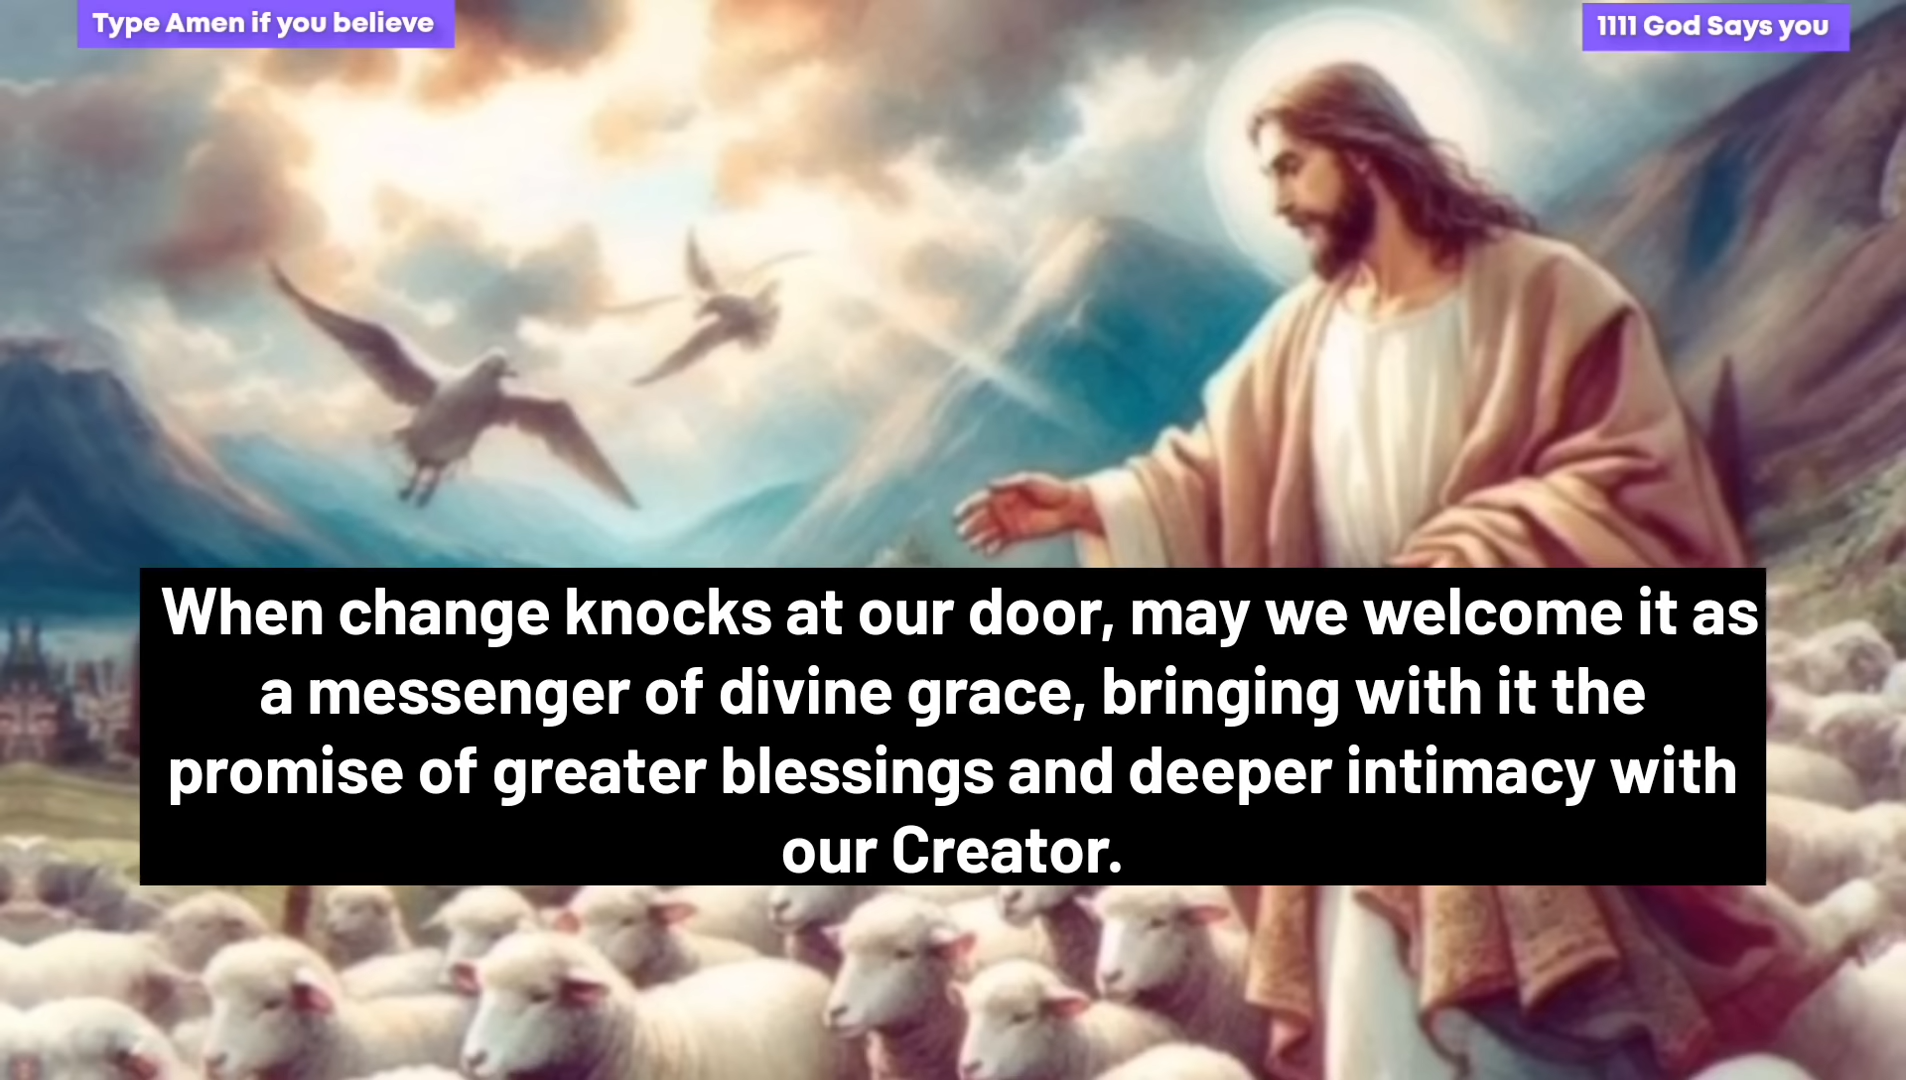 Type Amen if you believe
1111 God Says you
When change knocks at our door, may we welcome it as
a messenger of divine grace, bringing with it the
promise of greater blessings and deeper intimacy with
our Creator.